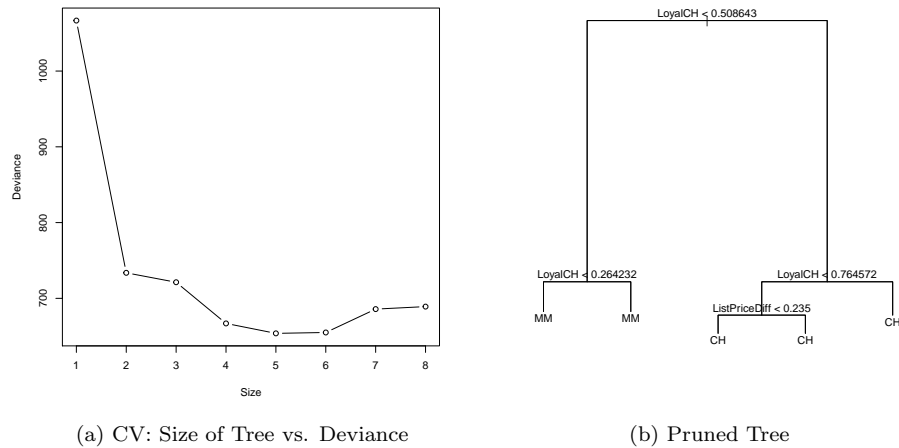 1000
900
800
700
Deviance
1 2 3 4 5 6 7 8
Size
(a) CV: Size of Tree vs. Deviance
LoyalCH < 0.508643
LoyalCH < 0.264232
LoyalCH < 0.764572
MM
MM
ListPriceDiff < 0.235
CH
CH
CH
(b) Pruned Tree